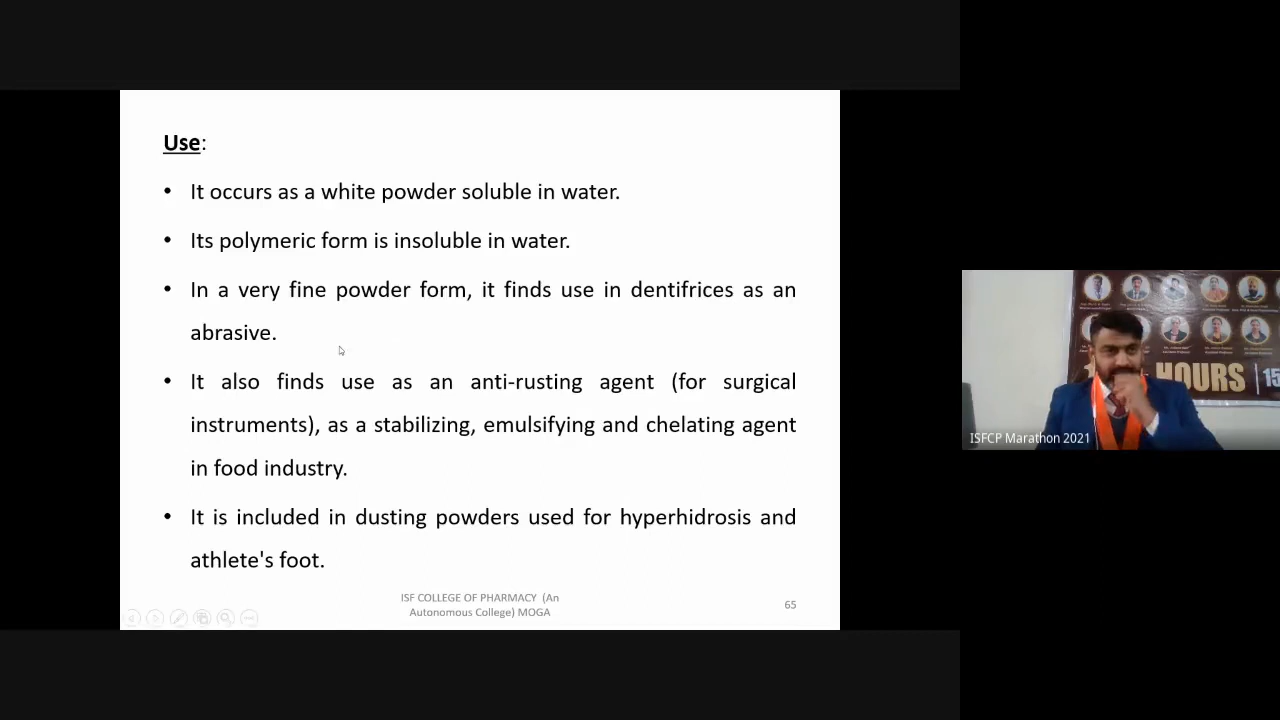 Use:
• It occurs as a white powder soluble in water.
• Its polymeric form is insoluble in water.
• In a very fine powder form, it finds use in dentifrices as an
abrasive.
• It also finds use as an anti-rusting agent (for surgical
instruments), as a stabilizing, emulsifying and chelating agent
in food industry.
• It is included in dusting powders used for hyperhidrosis and
athlete's foot.
ISF COLLEGE OF PHARMACY (An
Autonomous College) MOGA
65
HOURS
15
ISFCP Marathon 2021